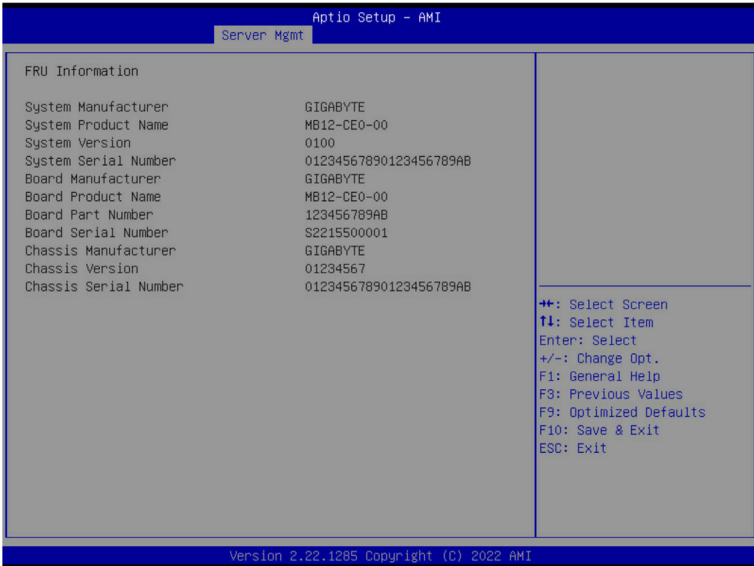 Aptio Setup - AMI
Server Mgmt
FRU Information
System Manufacturer GIGABYTE
System Product Name MB12-CE0-00
System Version 0100
System Serial Number 01234567890123456789AB
Board Manufacturer GIGABYTE
Board Product Name MB12-CE0-00
Board Part Number 123456789AB
Board Serial Number S2215500001
Chassis Manufacturer GIGABYTE
Chassis Version 01234567
Chassis Serial Number 01234567890123456789AB
→←: Select Screen
↑↓: Select Item
Enter: Select
+/-: Change Opt.
F1: General Help
F3: Previous Values
F9: Optimized Defaults
F10: Save & Exit
ESC: Exit
Version 2.22.1285 Copyright (C) 2022 AMI